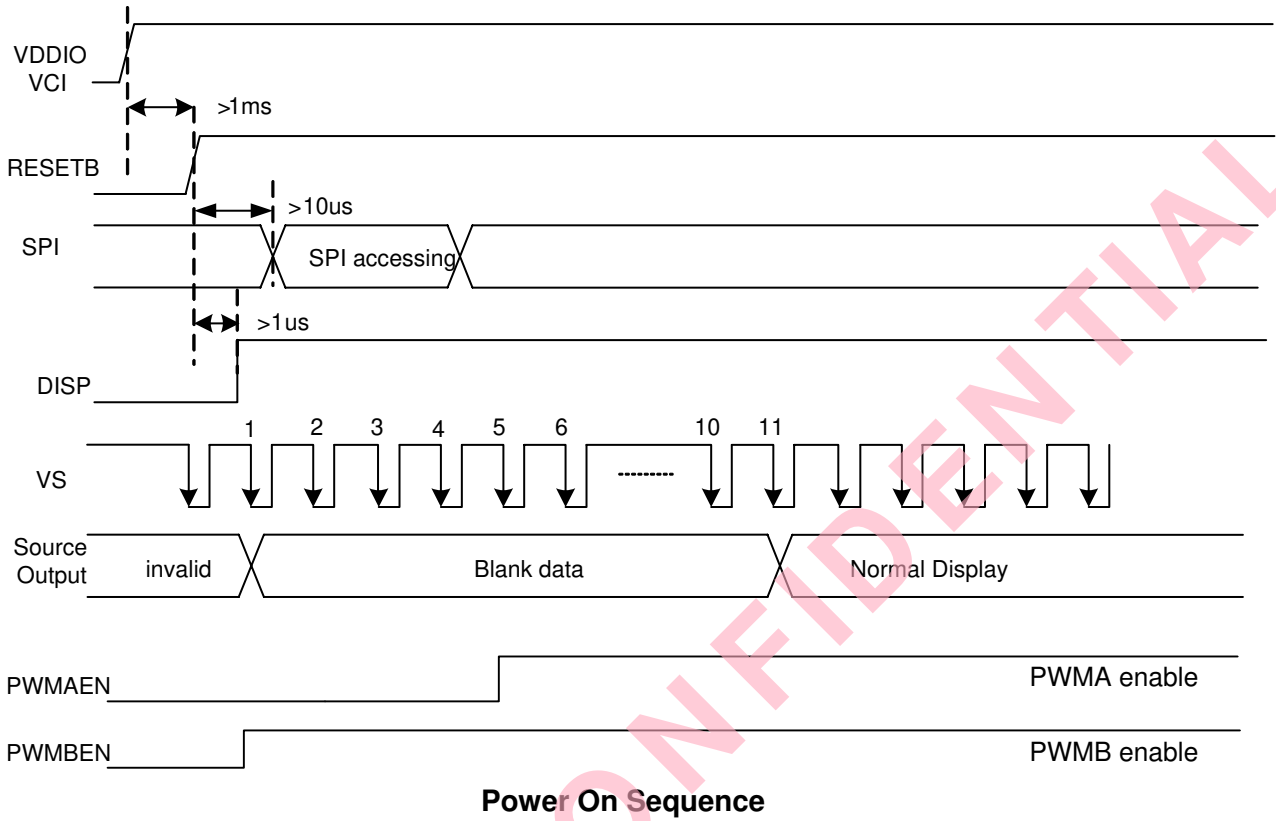 VDDIO
VCI
>1ms
RESETB
>10us
SPI
SPI accessing
>1us
DISP
1 2 3 4 5 6 10 11
VS
Source
Output
invalid
Blank data
Normal Display
PWMAEN
PWMA enable
PWMBEN
PWMB enable
Power On Sequence
ONFIDENTIAL